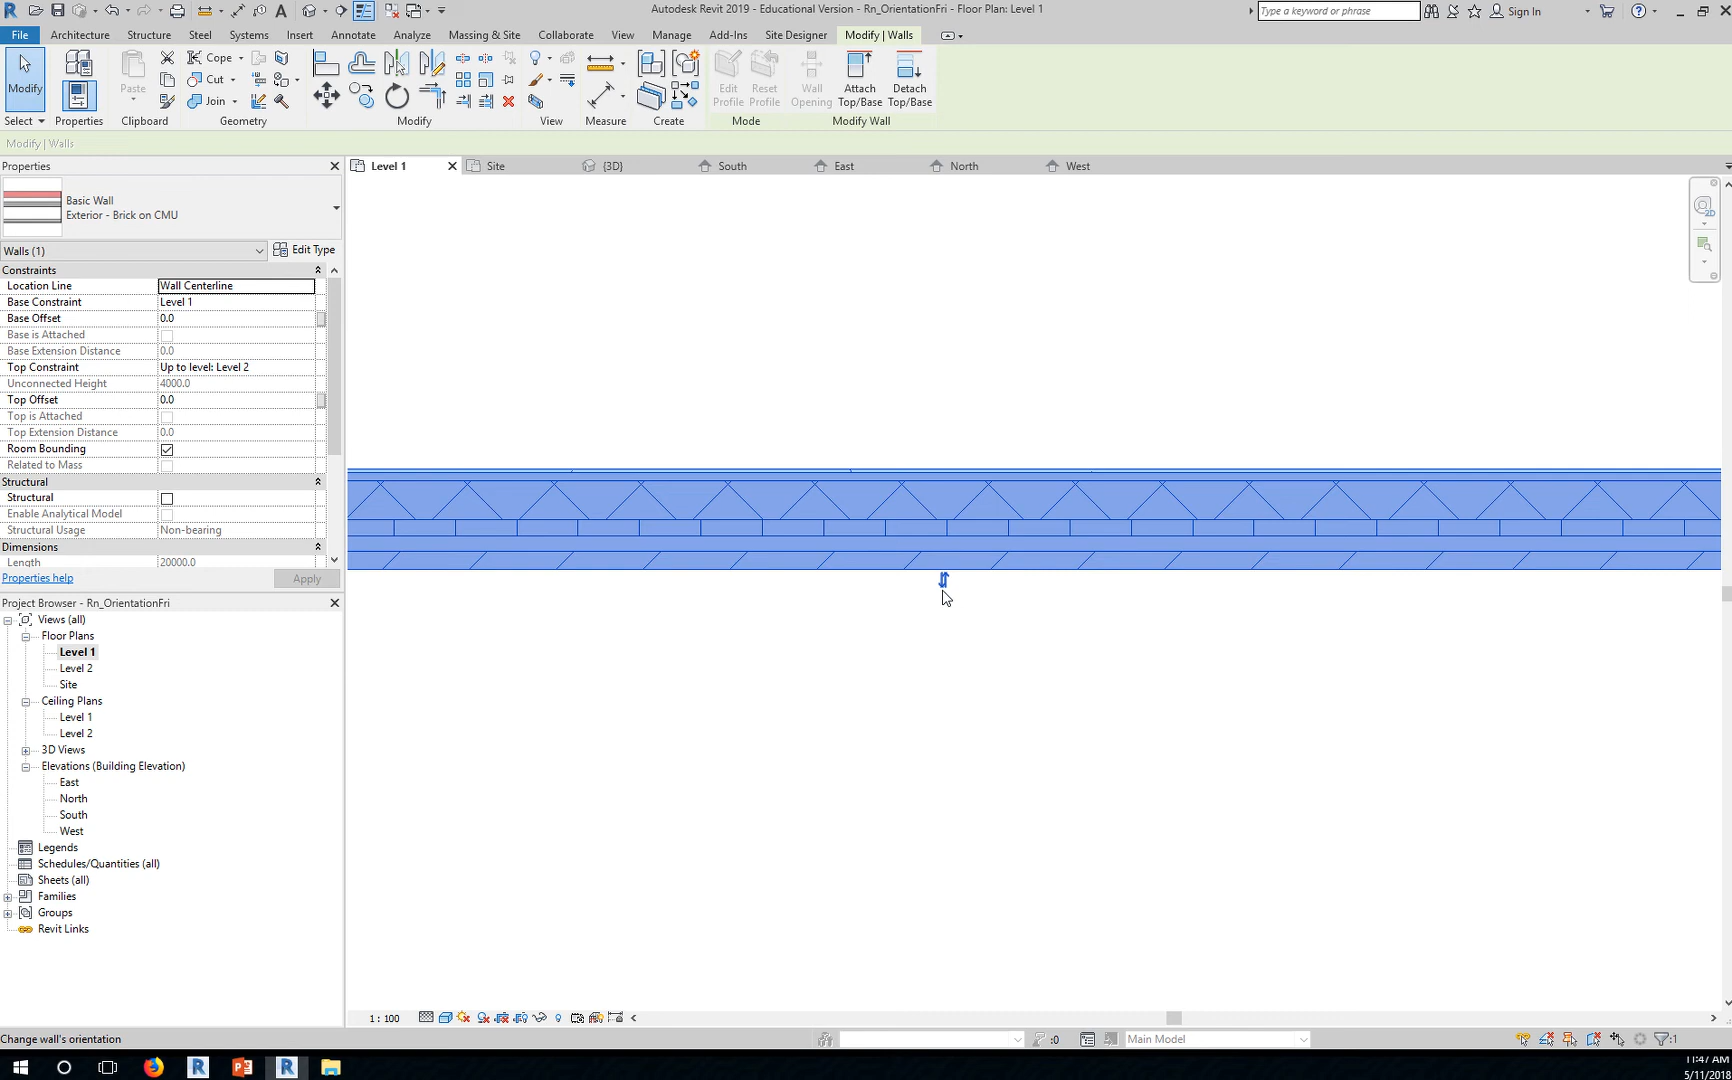 Autodesk Revit 2019 - Educational Version - Rn_OrientationFri - Floor Plan: Level 1
Type a keyword or phrase
Sign In
File Architecture Structure Steel Systems Insert Annotate Analyze Massing & Site Collaborate View Manage Add-Ins Site Designer Modify | Walls
Modify
Select
Properties
Paste
Clipboard
Cope
Cut
Join
Geometry
Modify
View
Measure
Create
Edit Profile
Reset Profile
Mode
Wall Opening
Attach Top/Base
Detach Top/Base
Modify Wall
Modify | Walls
Properties
Level 1 Site {3D} South East North West
Basic Wall
Exterior - Brick on CMU
Walls (1)
Edit Type
Constraints
Location Line Wall Centerline
Base Constraint Level 1
Base Offset 0.0
Base is Attached
Base Extension Distance 0.0
Top Constraint Up to level: Level 2
Unconnected Height 4000.0
Top Offset 0.0
Top is Attached
Top Extension Distance 0.0
Room Bounding
Related to Mass
Structural
Structural
Enable Analytical Model
Structural Usage Non-bearing
Dimensions
Length 20000.0
Properties help
Apply
Project Browser - Rn_OrientationFri
Views (all)
Floor Plans
Level 1
Level 2
Site
Ceiling Plans
Level 1
Level 2
3D Views
Elevations (Building Elevation)
East
North
South
West
Legends
Schedules/Quantities (all)
Sheets (all)
Families
Groups
Revit Links
2D
1 : 100
Change wall's orientation
:0
Main Model
:1
11:47 AM
5/11/2018